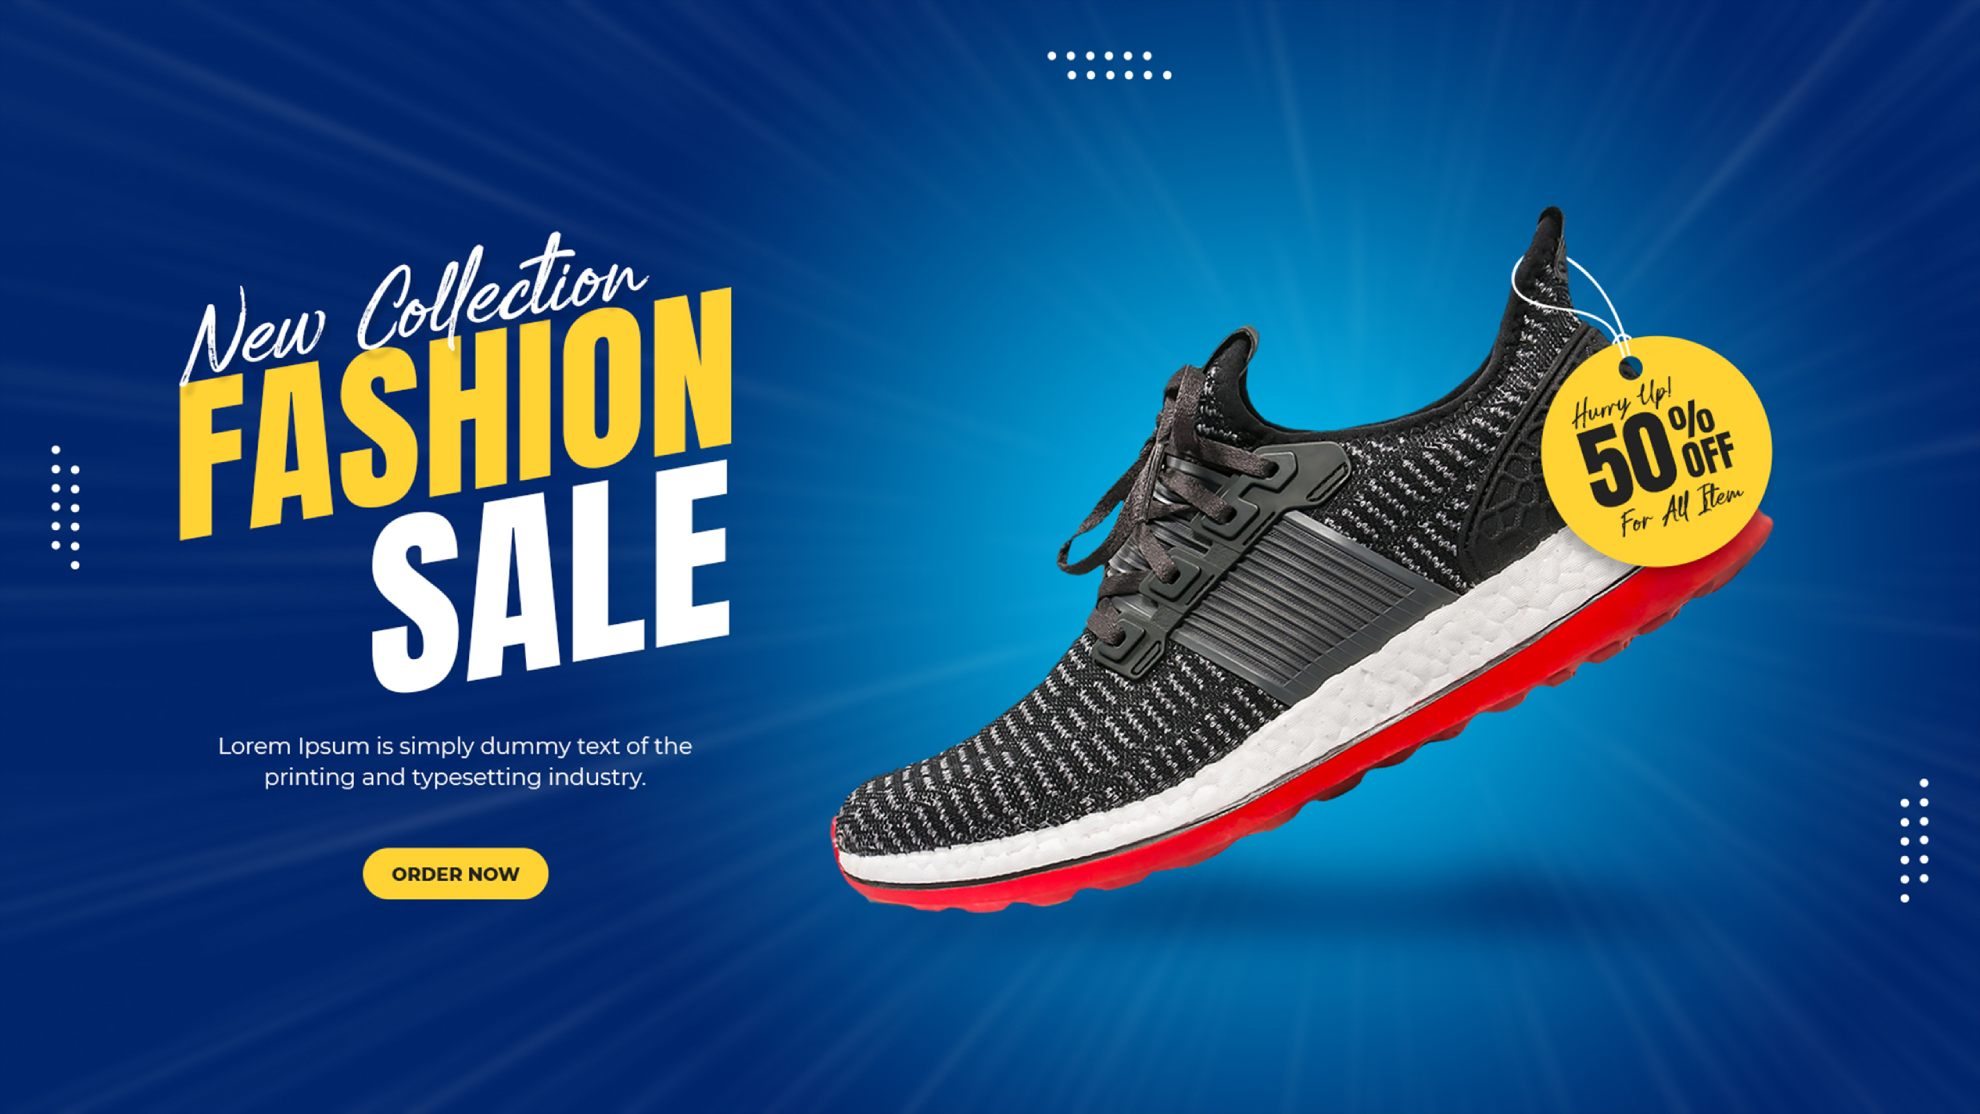 New Collection
FASHION
SALE
Lorem Ipsum is simply dummy text of the
printing and typesetting industry.
ORDER NOW
Hurry Up!
50% OFF
For All Item